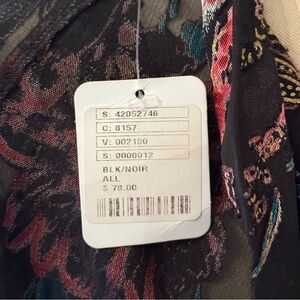 S: 42052746
C: 8157
V: 002180
S: 0000012
BLK/NOIR
ALL
$ 78.00